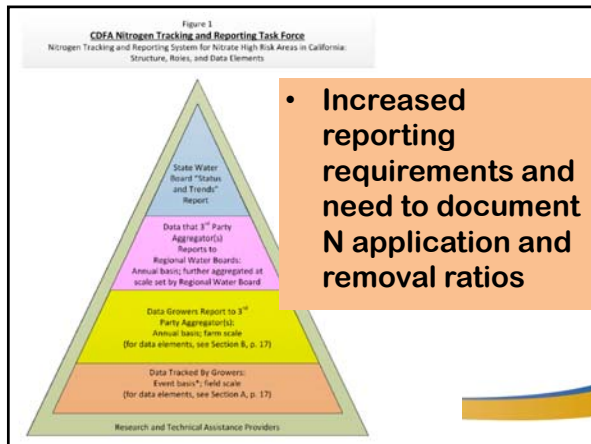 Figure 1
CDFA Nitrogen Tracking and Reporting Task Force
Nitrogen Tracking and Reporting System for Nitrate High Risk Areas in California:
Structure, Roles, and Data Elements
State Water
Board "Status
and Trends"
Report
Data that 3rd Party
Aggregator(s)
Reports to
Regional Water Boards:
Annual basis; further aggregated at
scale set by Regional Water Board
Data Growers Report to 3rd
Party Aggregator(s):
Annual basis; farm scale
(for data elements, see Section B, p. 17)
Data Tracked By Growers:
Event basis*; field scale
(for data elements, see Section A, p. 17)
Research and Technical Assistance Providers
• Increased
reporting
requirements and
need to document
N application and
removal ratios